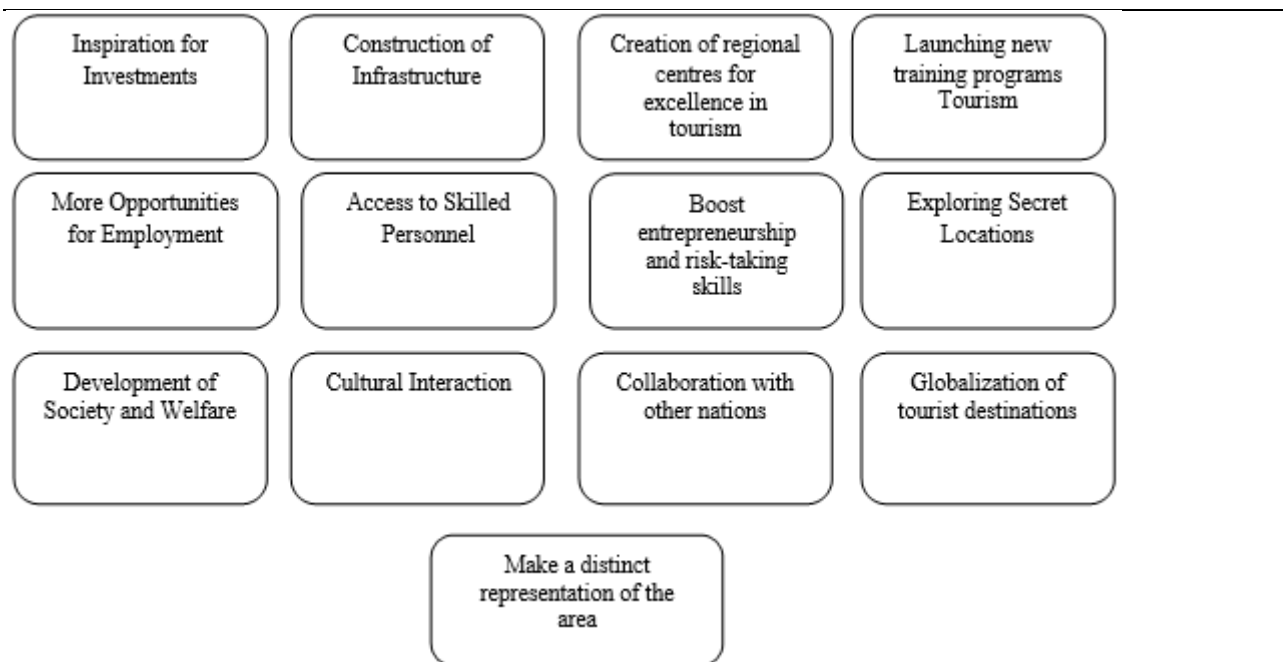 Inspiration for
Investments
Construction of
Infrastructure
Creation of regional
centres for
excellence in
tourism
Launching new
training programs
Tourism
More Opportunities
for Employment
Access to Skilled
Personnel
Boost
entrepreneurship
and risk-taking
skills
Exploring Secret
Locations
Development of
Society and Welfare
Cultural Interaction
Collaboration with
other nations
Globalization of
tourist destinations
Make a distinct
representation of the
area